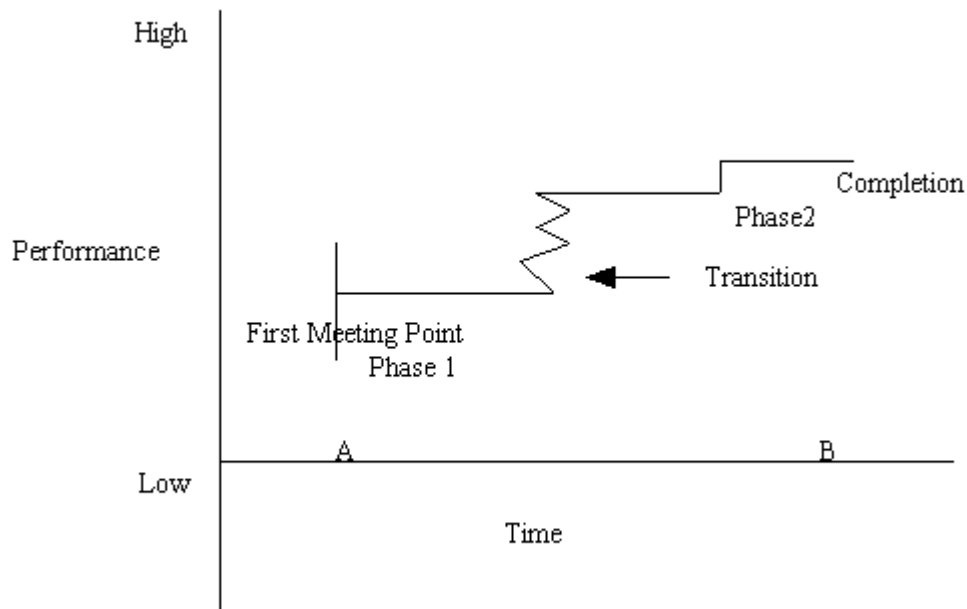 High
Completion
Phase2
Performance
Transition
First Meeting Point
Phase 1
A
B
Low
Time